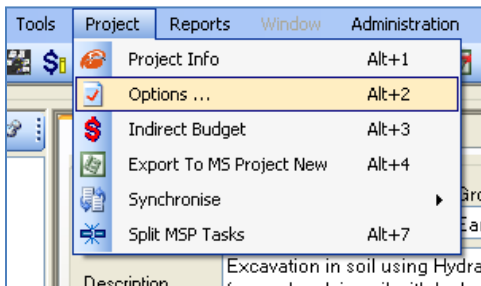 Tools Project Reports Window Administration
Project Info Alt+1
Options ... Alt+2
Indirect Budget Alt+3
Export To MS Project New Alt+4
Synchronise
Split MSP Tasks Alt+7
Description
Excavation in soil using Hydra